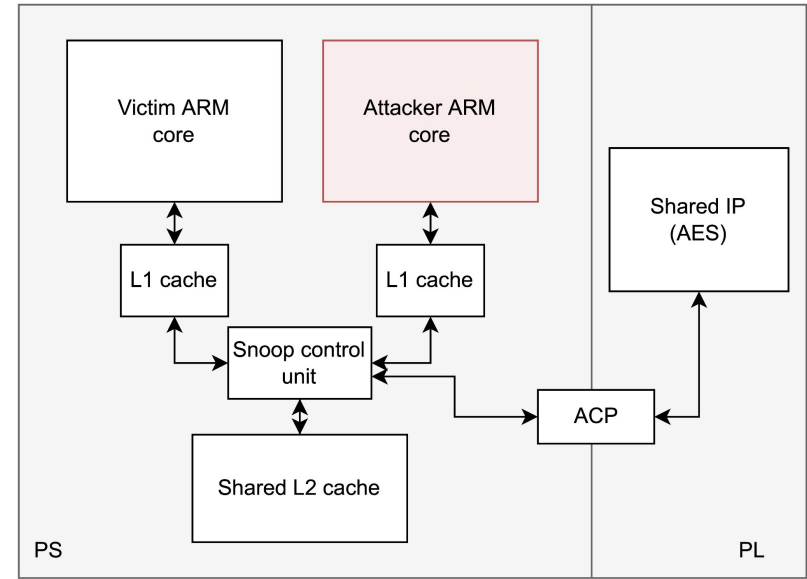 Victim ARM
core
Attacker ARM
core
Shared IP
(AES)
L1 cache
L1 cache
Snoop control
unit
ACP
Shared L2 cache
PS
PL